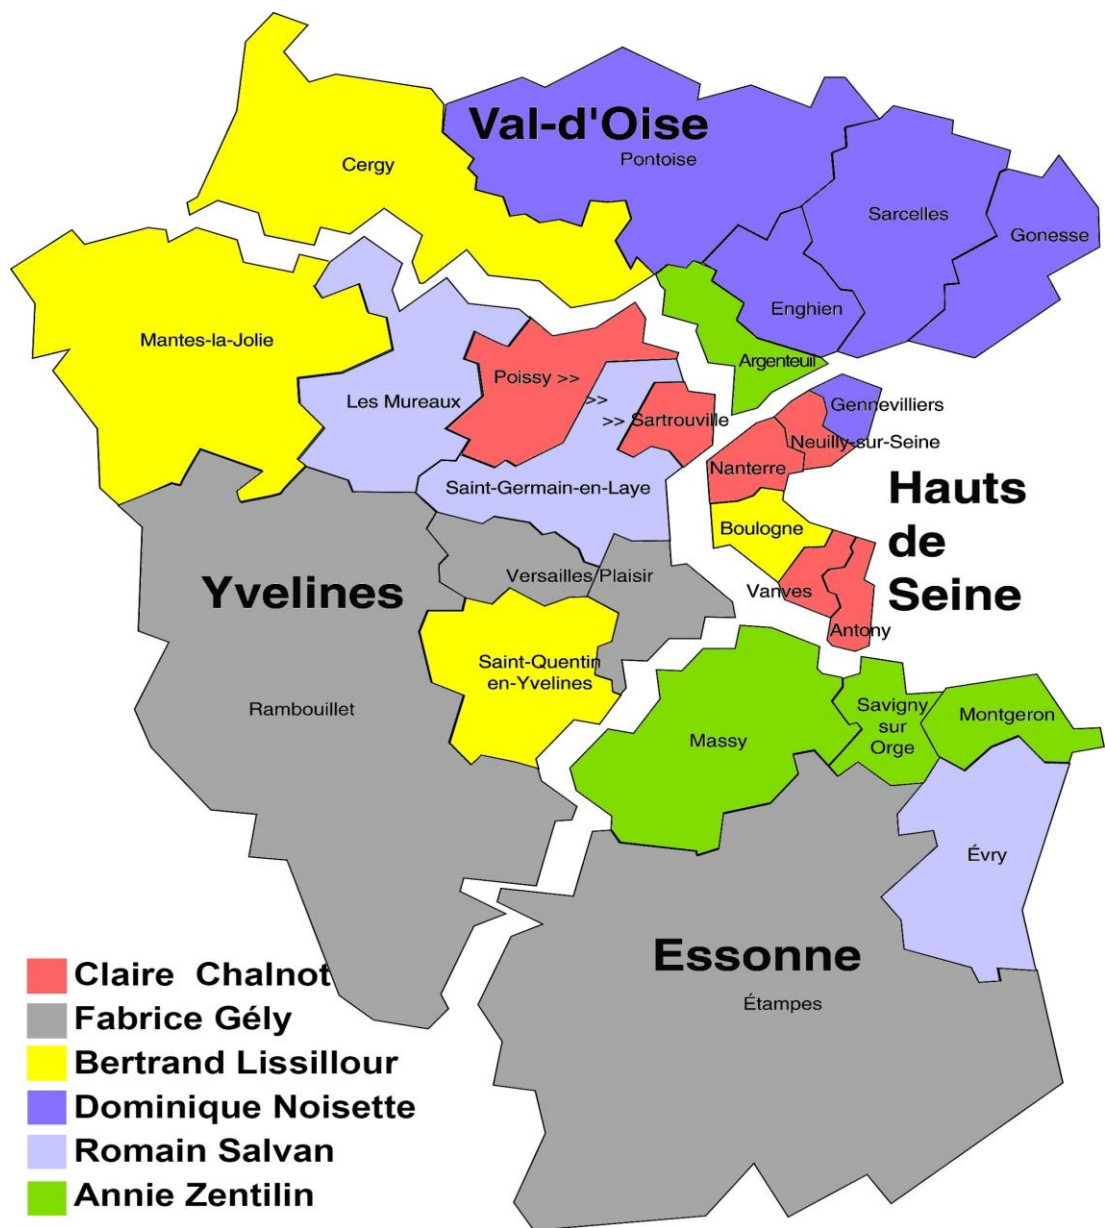 Val-d'Oise
Pontoise
Cergy
Sarcelles
Gonesse
Enghien
Mantes-la-Jolie
Argenteuil
Poissy >>
>>
>> Sartrouville
Les Mureaux
Gennevilliers
Neuilly-sur-Seine
Nanterre
Saint-Germain-en-Laye
Hauts
de
Seine
Boulogne
Versailles Plaisir
Vanves
Antony
Yvelines
Saint-Quentin
en-Yvelines
Rambouillet
Massy
Savigny
sur
Orge
Montgeron
Évry
Essonne
Étampes
Claire Chalnot
Fabrice Gély
Bertrand Lissillour
Dominique Noisette
Romain Salvan
Annie Zentilin